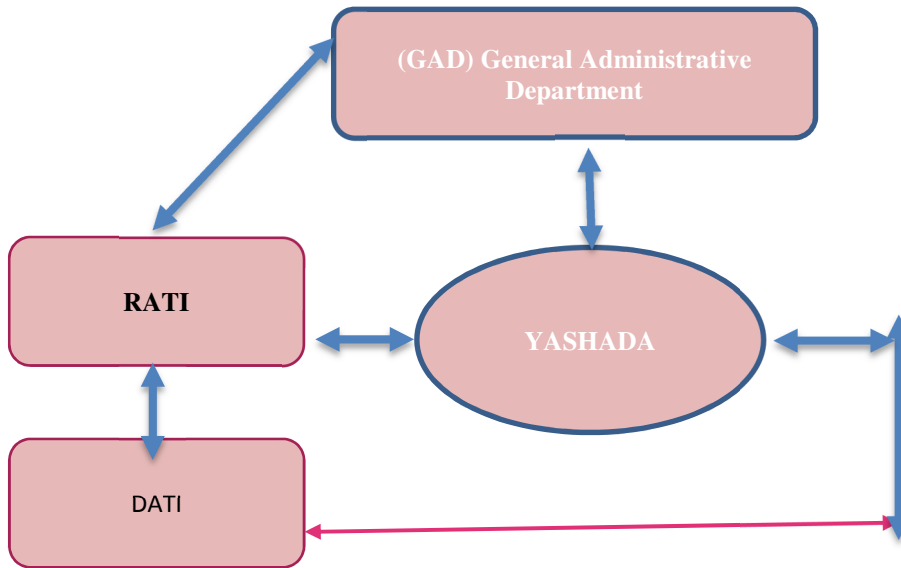 (GAD) General Administrative
Department
RATI
YASHADA
DATI